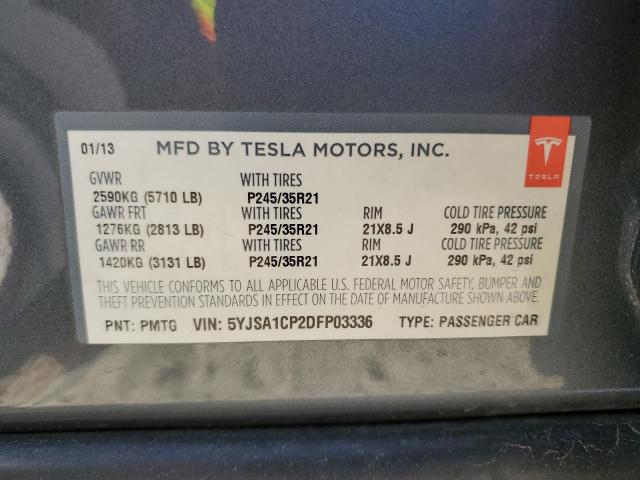 01/13 MFD BY TESLA MOTORS, INC.
TESLA
GVWR WITH TIRES
2590KG (5710 LB) P245/35R21
GAWR FRT WITH TIRES RIM COLD TIRE PRESSURE
1276KG (2813 LB) P245/35R21 21X8.5 J 290 kPa, 42 psi
GAWR RR WITH TIRES RIM COLD TIRE PRESSURE
1420KG (3131 LB) P245/35R21 21X8.5 J 290 kPa, 42 psi
THIS VEHICLE CONFORMS TO ALL APPLICABLE U.S. FEDERAL MOTOR SAFETY, BUMPER AND
THEFT PREVENTION STANDARDS IN EFFECT ON THE DATE OF MANUFACTURE SHOWN ABOVE.
PNT: PMTG VIN: 5YJSA1CP2DFP03336 TYPE: PASSENGER CAR